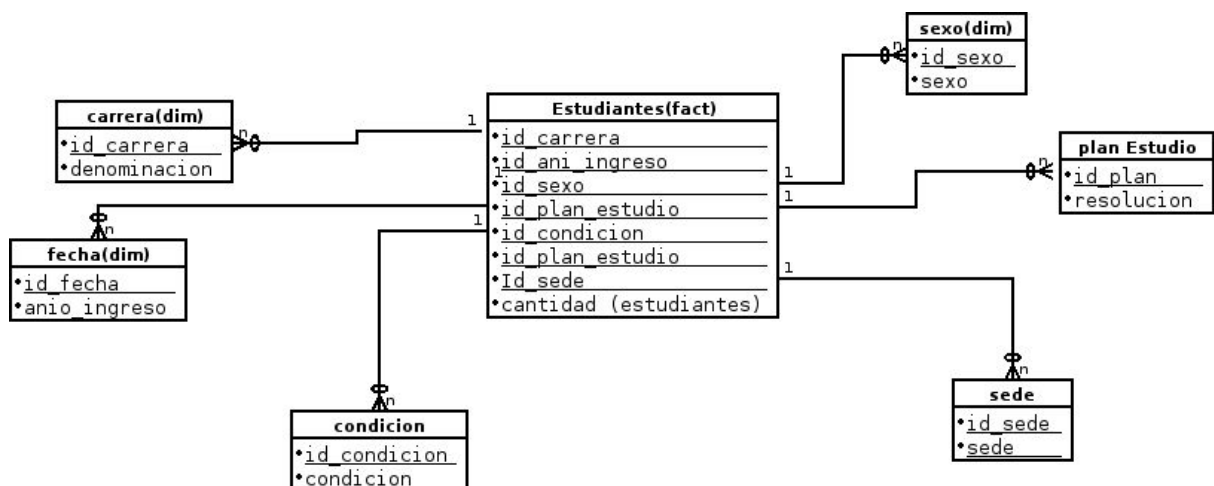 sexo(dim)
id_sexo
sexo
n
carrera(dim)
id_carrera
denominacion
n
1
Estudiantes(fact)
id_carrera
id_ani_ingreso
id_sexo
id_plan_estudio
id_condicion
id_plan_estudio
Id_sede
cantidad (estudiantes)
1
1
1
1
1
plan Estudio
id_plan
resolucion
n
fecha(dim)
id_fecha
anio_ingreso
n
condicion
id_condicion
condicion
n
sede
id_sede
sede
n